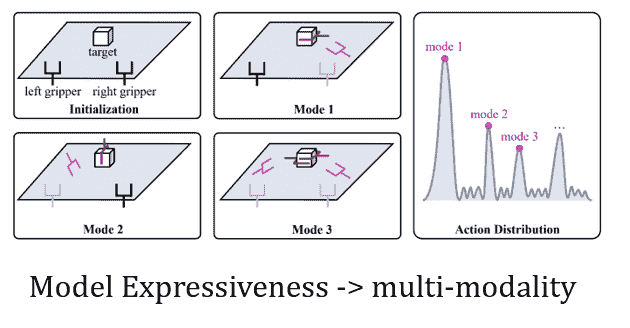 target
left gripper right gripper
Initialization
Mode 1
Mode 2
Mode 3
mode 1
mode 2
mode 3
...
Action Distribution
Model Expressiveness -> multi-modality